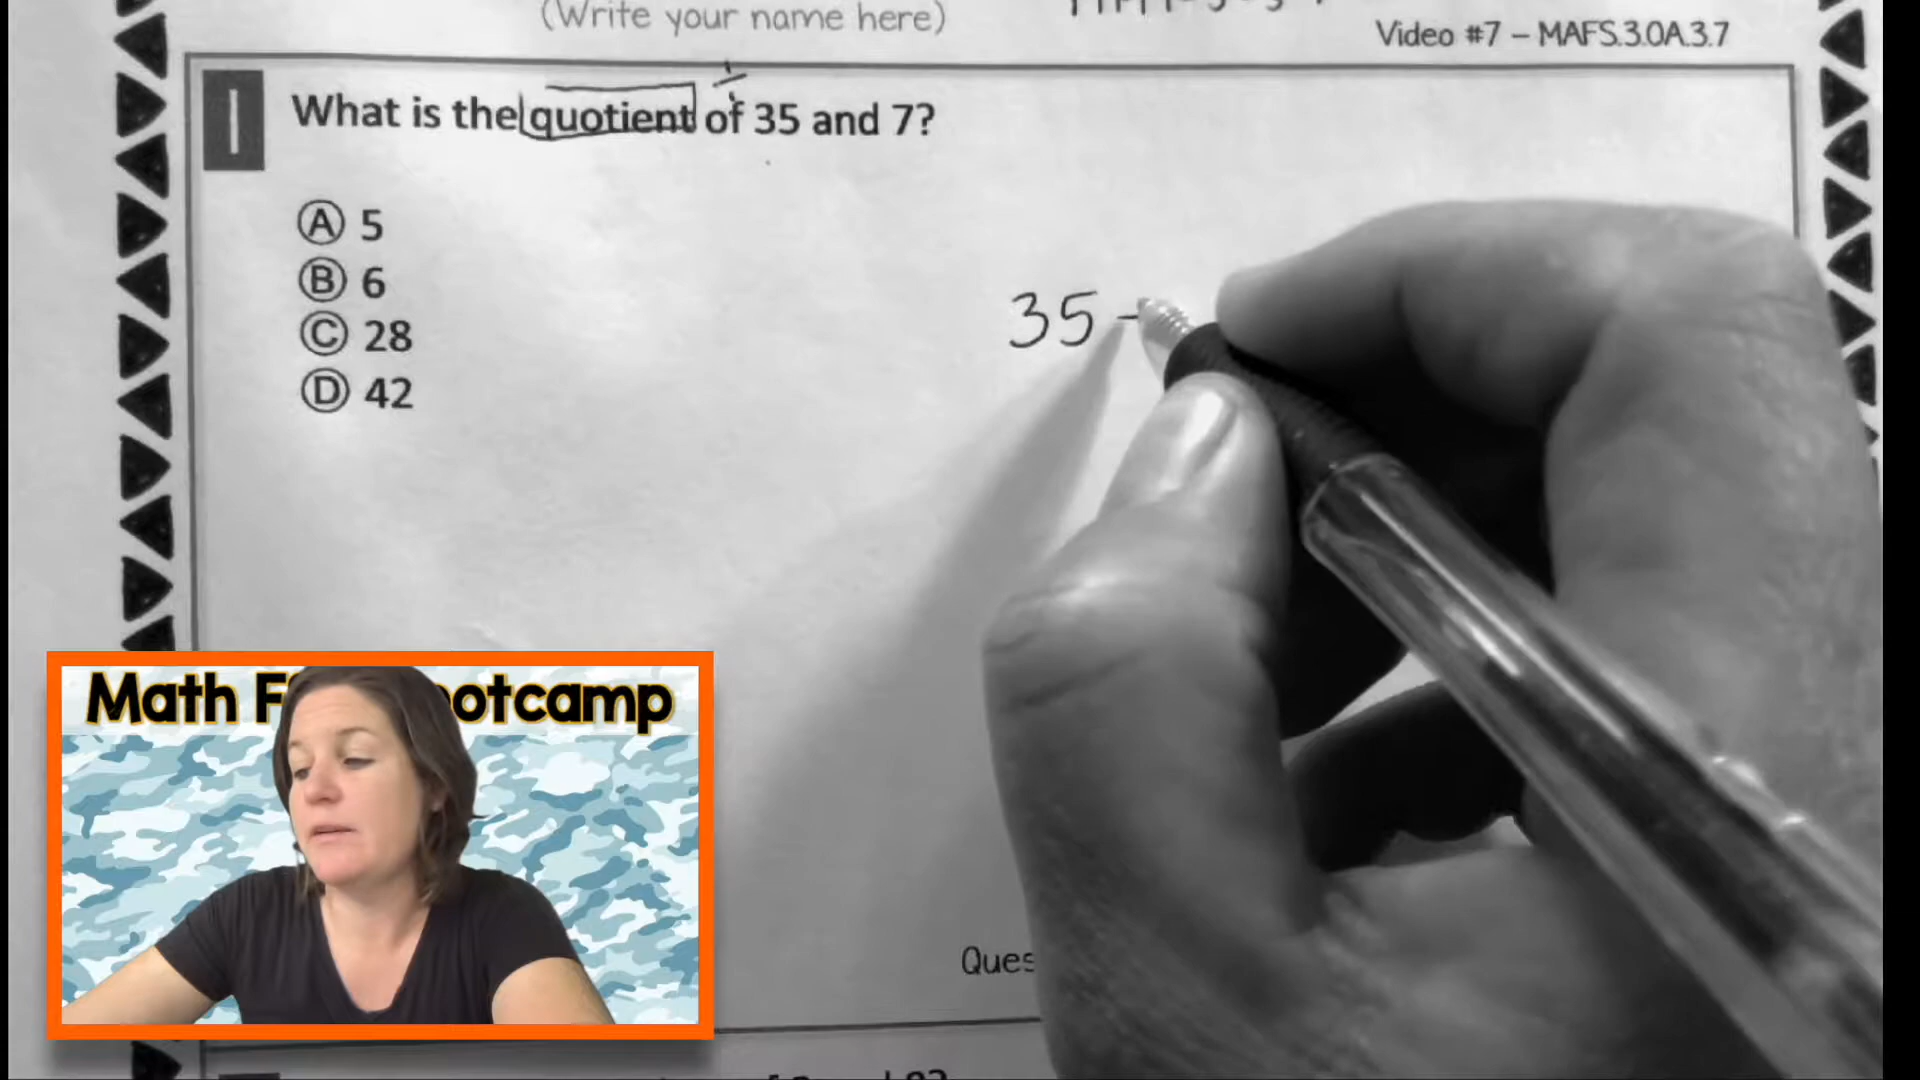 (Write your name here)
Video #7 – MAFS.3.OA.3.7
1 What is the quotient of 35 and 7?
÷
A 5
B 6
C 28
D 42
35 -
Ques
Math F otcamp